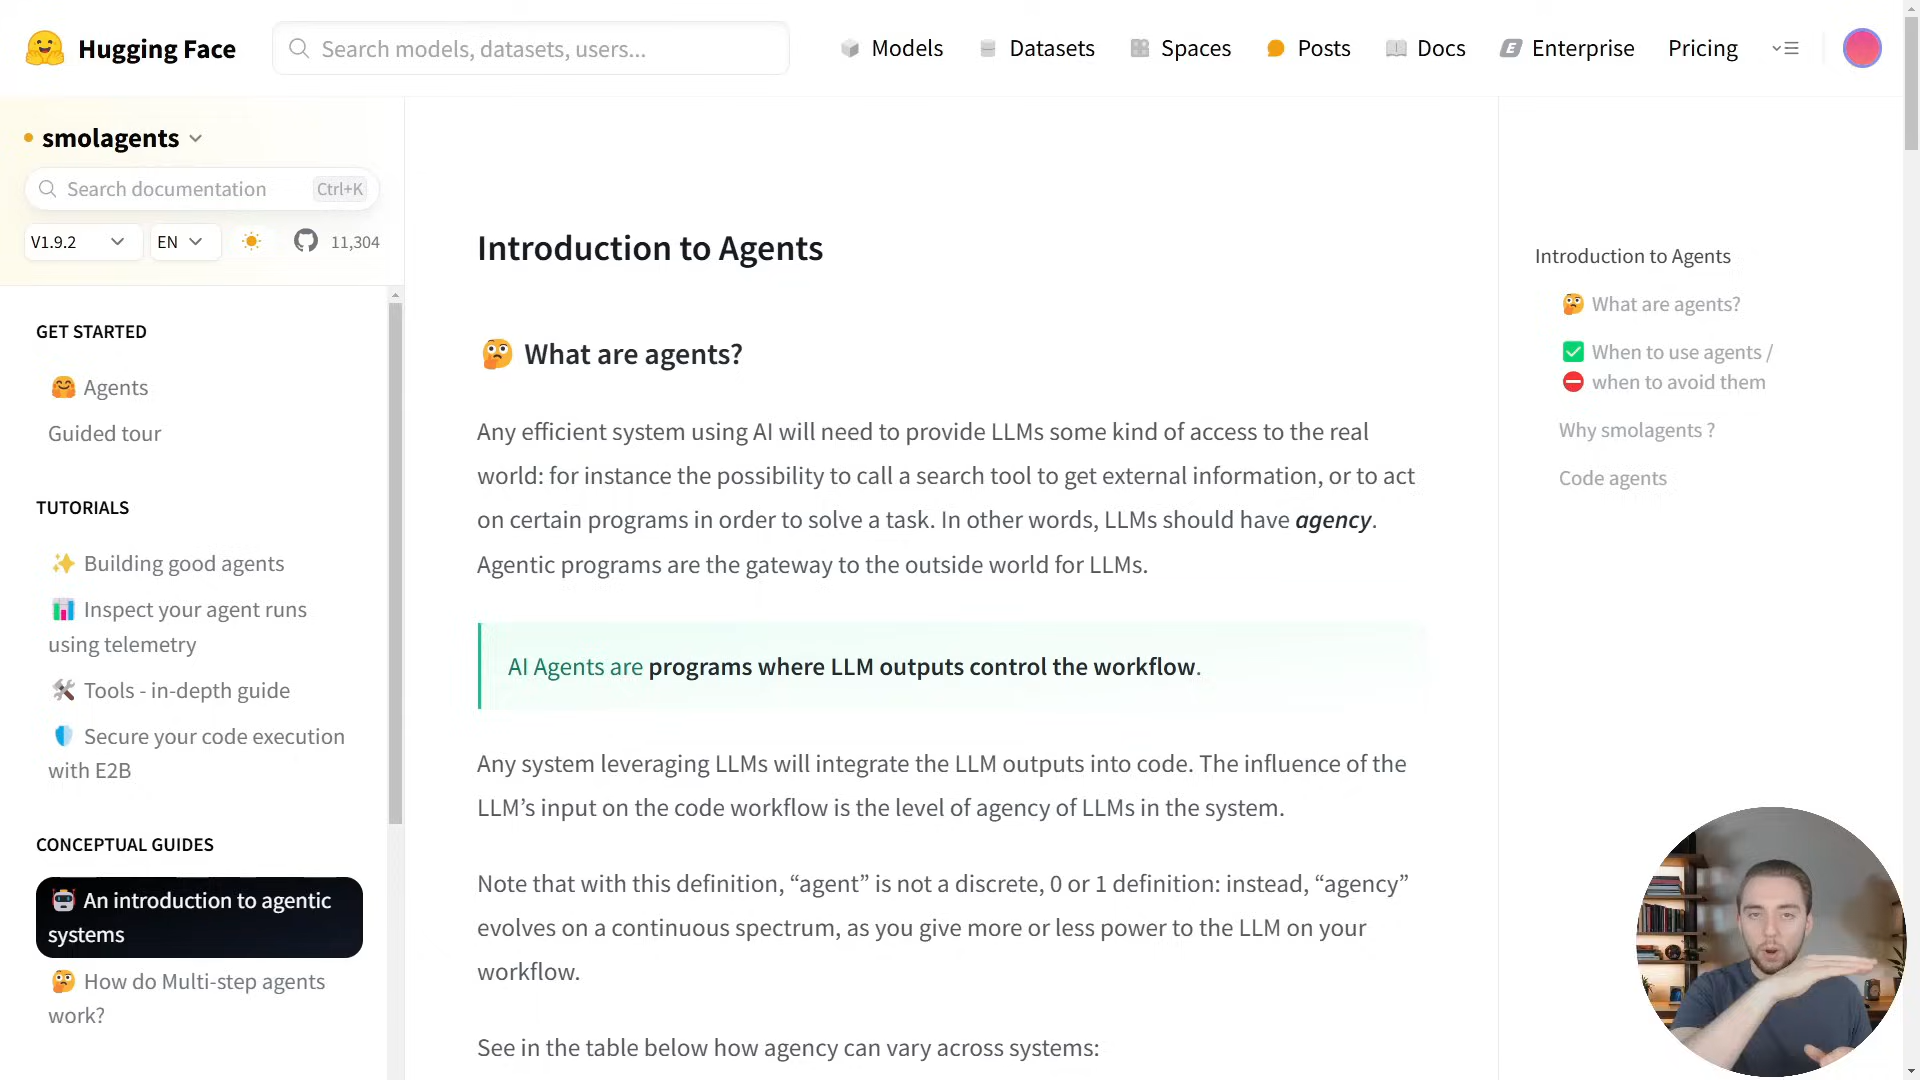 Hugging Face
Search models, datasets, users...
Models
Datasets
Spaces
Posts
Docs
Enterprise
Pricing
smolagents
Search documentation
Ctrl+K
V1.9.2
EN
11,304
GET STARTED
🤗 Agents
Guided tour
TUTORIALS
✨ Building good agents
📊 Inspect your agent runs
using telemetry
🛠️ Tools - in-depth guide
🛡️ Secure your code execution
with E2B
CONCEPTUAL GUIDES
🤖 An introduction to agentic
systems
🤔 How do Multi-step agents
work?
Introduction to Agents
🤔 What are agents?
Any efficient system using AI will need to provide LLMs some kind of access to the real
world: for instance the possibility to call a search tool to get external information, or to act
on certain programs in order to solve a task. In other words, LLMs should have agency.
Agentic programs are the gateway to the outside world for LLMs.
AI Agents are programs where LLM outputs control the workflow.
Any system leveraging LLMs will integrate the LLM outputs into code. The influence of the
LLM’s input on the code workflow is the level of agency of LLMs in the system.
Note that with this definition, “agent” is not a discrete, 0 or 1 definition: instead, “agency”
evolves on a continuous spectrum, as you give more or less power to the LLM on your
workflow.
See in the table below how agency can vary across systems:
Introduction to Agents
🤔 What are agents?
✅ When to use agents /
⛔ when to avoid them
Why smolagents ?
Code agents